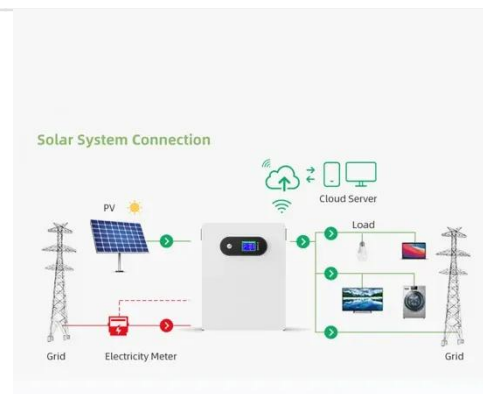 Solar System Connection
Cloud Server
PV
Load
Grid
Electricity Meter
Grid